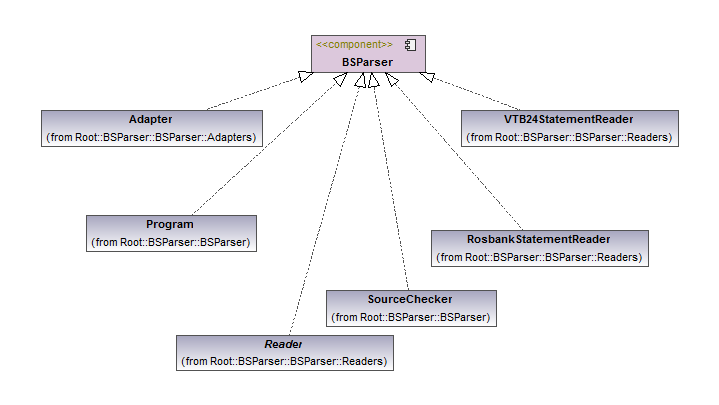 <<component>>
BSParser
Adapter
(from Root::BSParser::BSParser::Adapters)
VTB24StatementReader
(from Root::BSParser::BSParser::Readers)
Program
(from Root::BSParser::BSParser)
RosbankStatementReader
(from Root::BSParser::BSParser::Readers)
SourceChecker
(from Root::BSParser::BSParser)
Reader
(from Root::BSParser::BSParser::Readers)